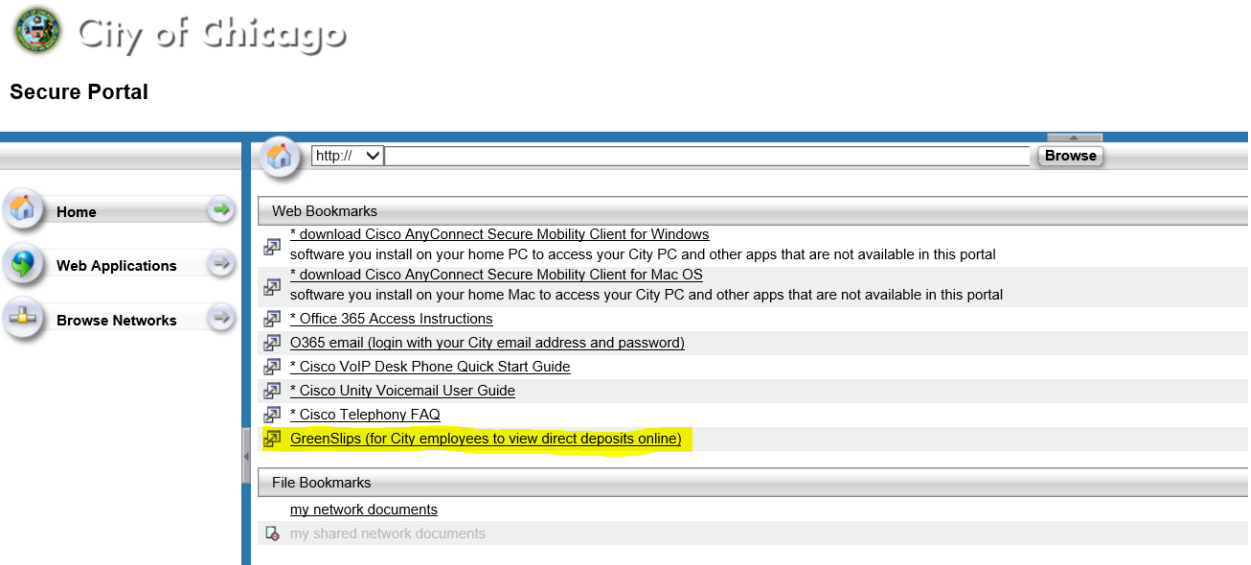 City of Chicago
Secure Portal
http://
Browse
Home
Web Applications
Browse Networks
Web Bookmarks
* download Cisco AnyConnect Secure Mobility Client for Windows
software you install on your home PC to access your City PC and other apps that are not available in this portal
* download Cisco AnyConnect Secure Mobility Client for Mac OS
software you install on your home Mac to access your City PC and other apps that are not available in this portal
* Office 365 Access Instructions
O365 email (login with your City email address and password)
* Cisco VoIP Desk Phone Quick Start Guide
* Cisco Unity Voicemail User Guide
* Cisco Telephony FAQ
GreenSlips (for City employees to view direct deposits online)
File Bookmarks
my network documents
my shared network documents